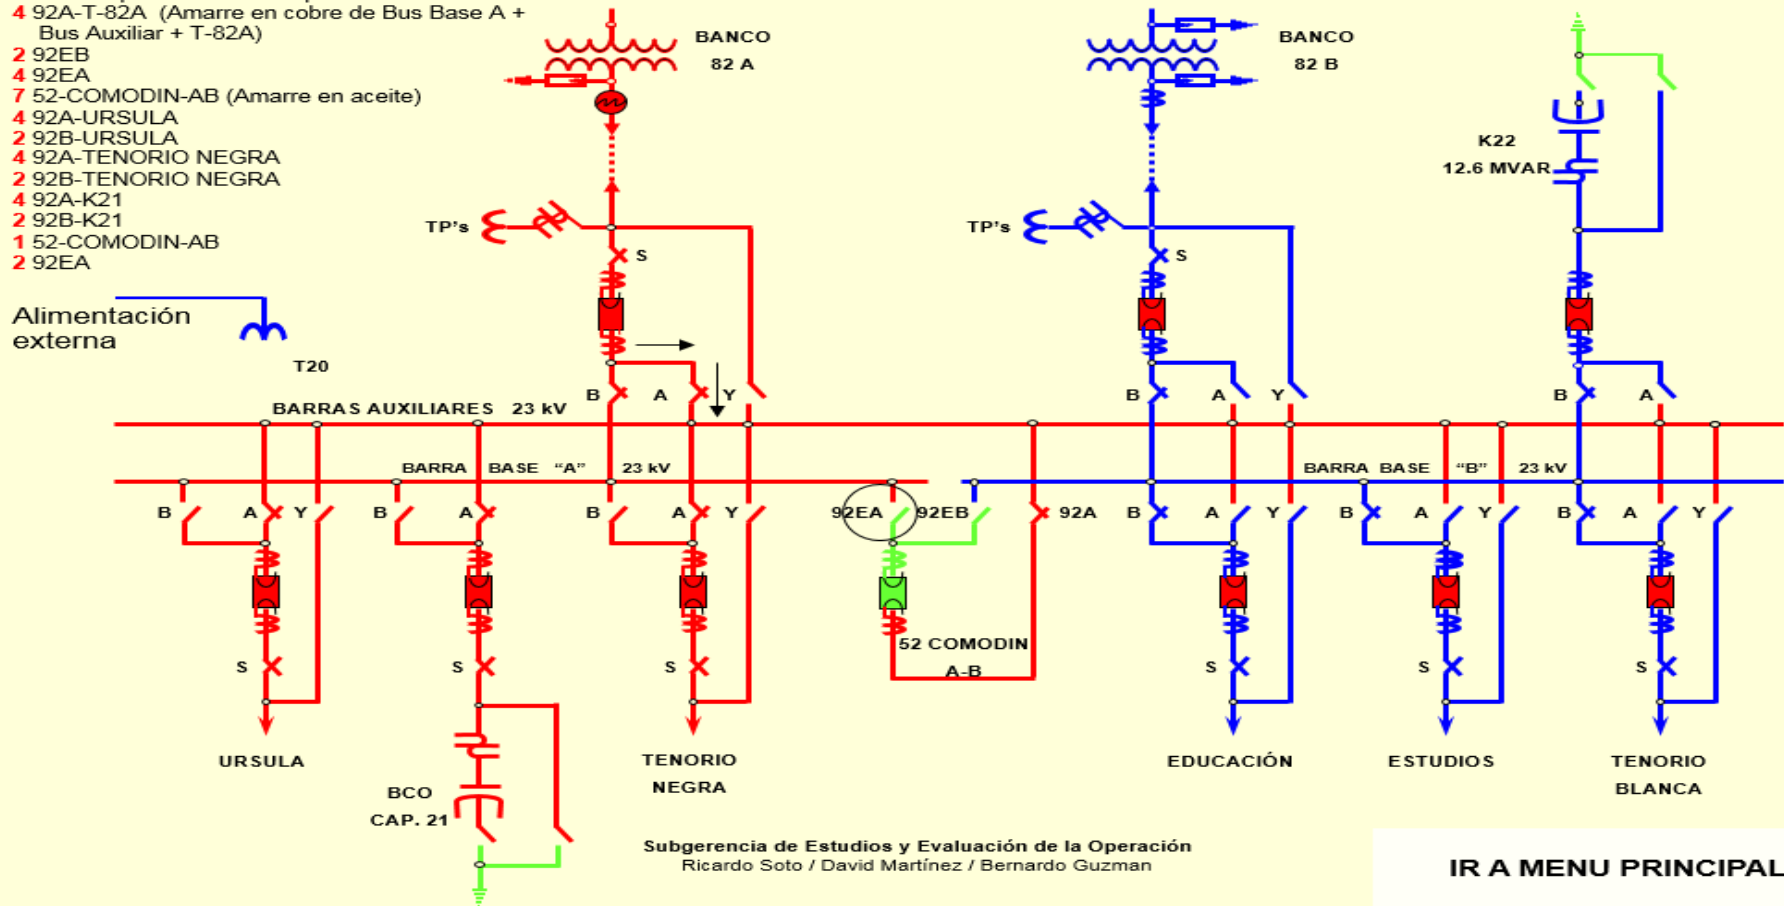 4 92A-T-82A (Amarre en cobre de Bus Base A +
Bus Auxiliar + T-82A)
2 92EB
4 92EA
7 52-COMODIN-AB (Amarre en aceite)
4 92A-URSULA
2 92B-URSULA
4 92A-TENORIO NEGRA
2 92B-TENORIO NEGRA
4 92A-K21
2 92B-K21
1 52-COMODIN-AB
2 92EA
Alimentación
externa
T20
BANCO
82 A
BANCO
82 B
K22
12.6 MVAR
TP's
S
TP's
S
B A Y
B A Y
B A
BARRAS AUXILIARES 23 kV
BARRA BASE “A” 23 kV
BARRA BASE “B” 23 kV
B A Y
B A
B A Y
92EA 92EB 92A
B A Y
B A Y
B A Y
52 COMODIN
A-B
S
S
S
S
S
S
URSULA
BCO
CAP. 21
TENORIO
NEGRA
EDUCACIÓN
ESTUDIOS
TENORIO
BLANCA
Subgerencia de Estudios y Evaluación de la Operación
Ricardo Soto / David Martínez / Bernardo Guzman
IR A MENU PRINCIPAL